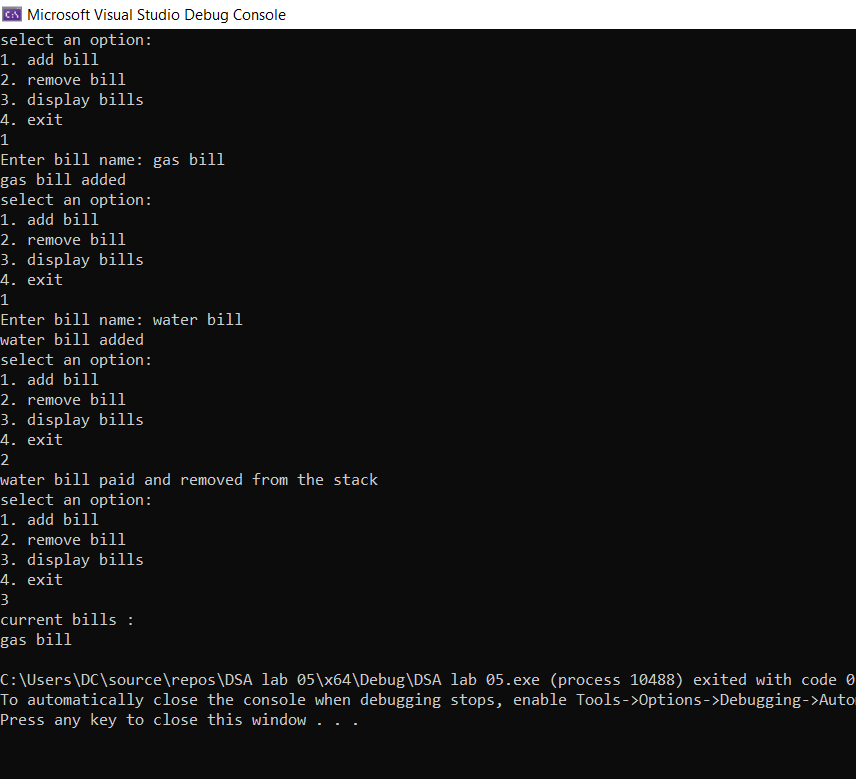 Microsoft Visual Studio Debug Console
select an option:
1. add bill
2. remove bill
3. display bills
4. exit
1
Enter bill name: gas bill
gas bill added
select an option:
1. add bill
2. remove bill
3. display bills
4. exit
1
Enter bill name: water bill
water bill added
select an option:
1. add bill
2. remove bill
3. display bills
4. exit
2
water bill paid and removed from the stack
select an option:
1. add bill
2. remove bill
3. display bills
4. exit
3
current bills :
gas bill
C:\Users\DC\source\repos\DSA lab 05\x64\Debug\DSA lab 05.exe (process 10488) exited with code 0
To automatically close the console when debugging stops, enable Tools->Options->Debugging->Auto
Press any key to close this window . . .